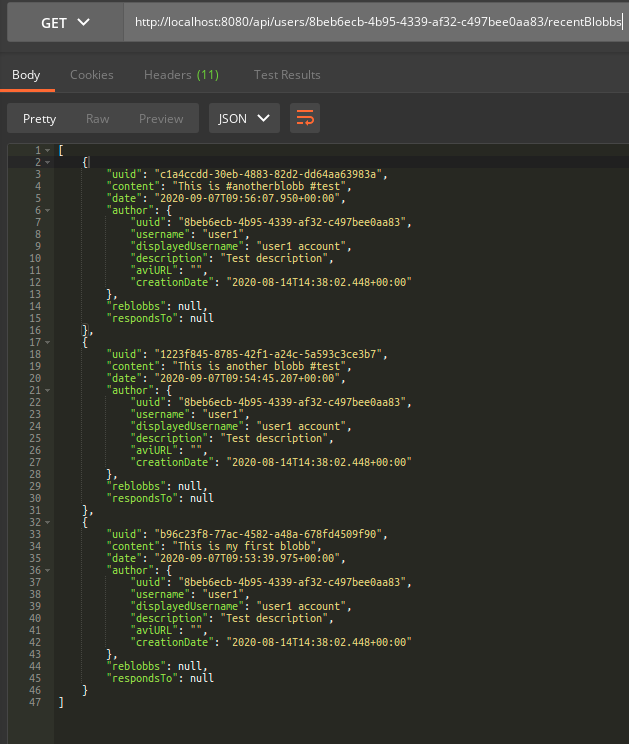 GET http://localhost:8080/api/users/8beb6ecb-4b95-4339-af32-c497bee0aa83/recentBlobbs
Body Cookies Headers (11) Test Results
Pretty Raw Preview JSON
1 [
2 {
3 "uuid": "c1a4ccdd-30eb-4883-82d2-dd64aa63983a",
4 "content": "This is #anotherblobb #test",
5 "date": "2020-09-07T09:56:07.950+00:00",
6 "author": {
7 "uuid": "8beb6ecb-4b95-4339-af32-c497bee0aa83",
8 "username": "user1",
9 "displayedUsername": "user1 account",
10 "description": "Test description",
11 "aviURL": "",
12 "creationDate": "2020-08-14T14:38:02.448+00:00"
13 },
14 "reblobbs": null,
15 "respondsTo": null
16 },
17 {
18 "uuid": "1223f845-8785-42f1-a24c-5a593c3ce3b7",
19 "content": "This is another blobb #test",
20 "date": "2020-09-07T09:54:45.207+00:00",
21 "author": {
22 "uuid": "8beb6ecb-4b95-4339-af32-c497bee0aa83",
23 "username": "user1",
24 "displayedUsername": "user1 account",
25 "description": "Test description",
26 "aviURL": "",
27 "creationDate": "2020-08-14T14:38:02.448+00:00"
28 },
29 "reblobbs": null,
30 "respondsTo": null
31 },
32 {
33 "uuid": "b96c23f8-77ac-4582-a48a-678fd4509f90",
34 "content": "This is my first blobb",
35 "date": "2020-09-07T09:53:39.975+00:00",
36 "author": {
37 "uuid": "8beb6ecb-4b95-4339-af32-c497bee0aa83",
38 "username": "user1",
39 "displayedUsername": "user1 account",
40 "description": "Test description",
41 "aviURL": "",
42 "creationDate": "2020-08-14T14:38:02.448+00:00"
43 },
44 "reblobbs": null,
45 "respondsTo": null
46 }
47 ]